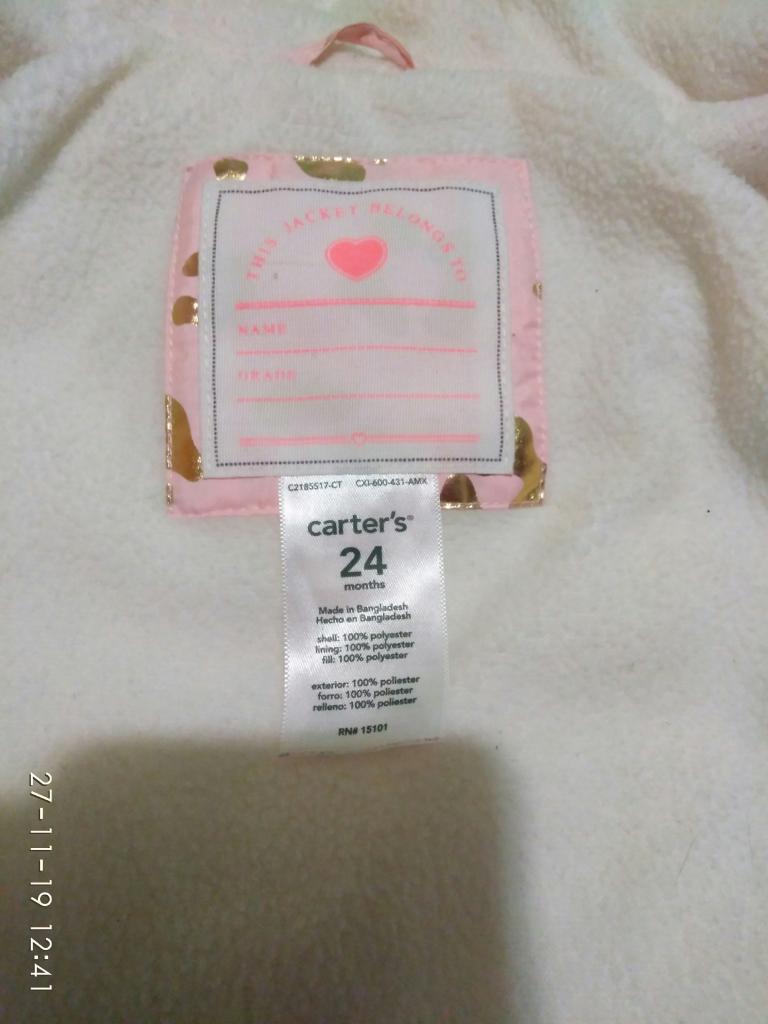 THIS JACKET BELONGS TO
NAME
GRADE
C218S517-CT CXI-600-431-AMX
carter's®
24
months
Made in Bangladesh
Hecho en Bangladesh
shell: 100% polyester
lining: 100% polyester
fill: 100% polyester
exterior: 100% poliester
forro: 100% poliester
relleno: 100% poliester
RN# 15101
27-11-19 12:41